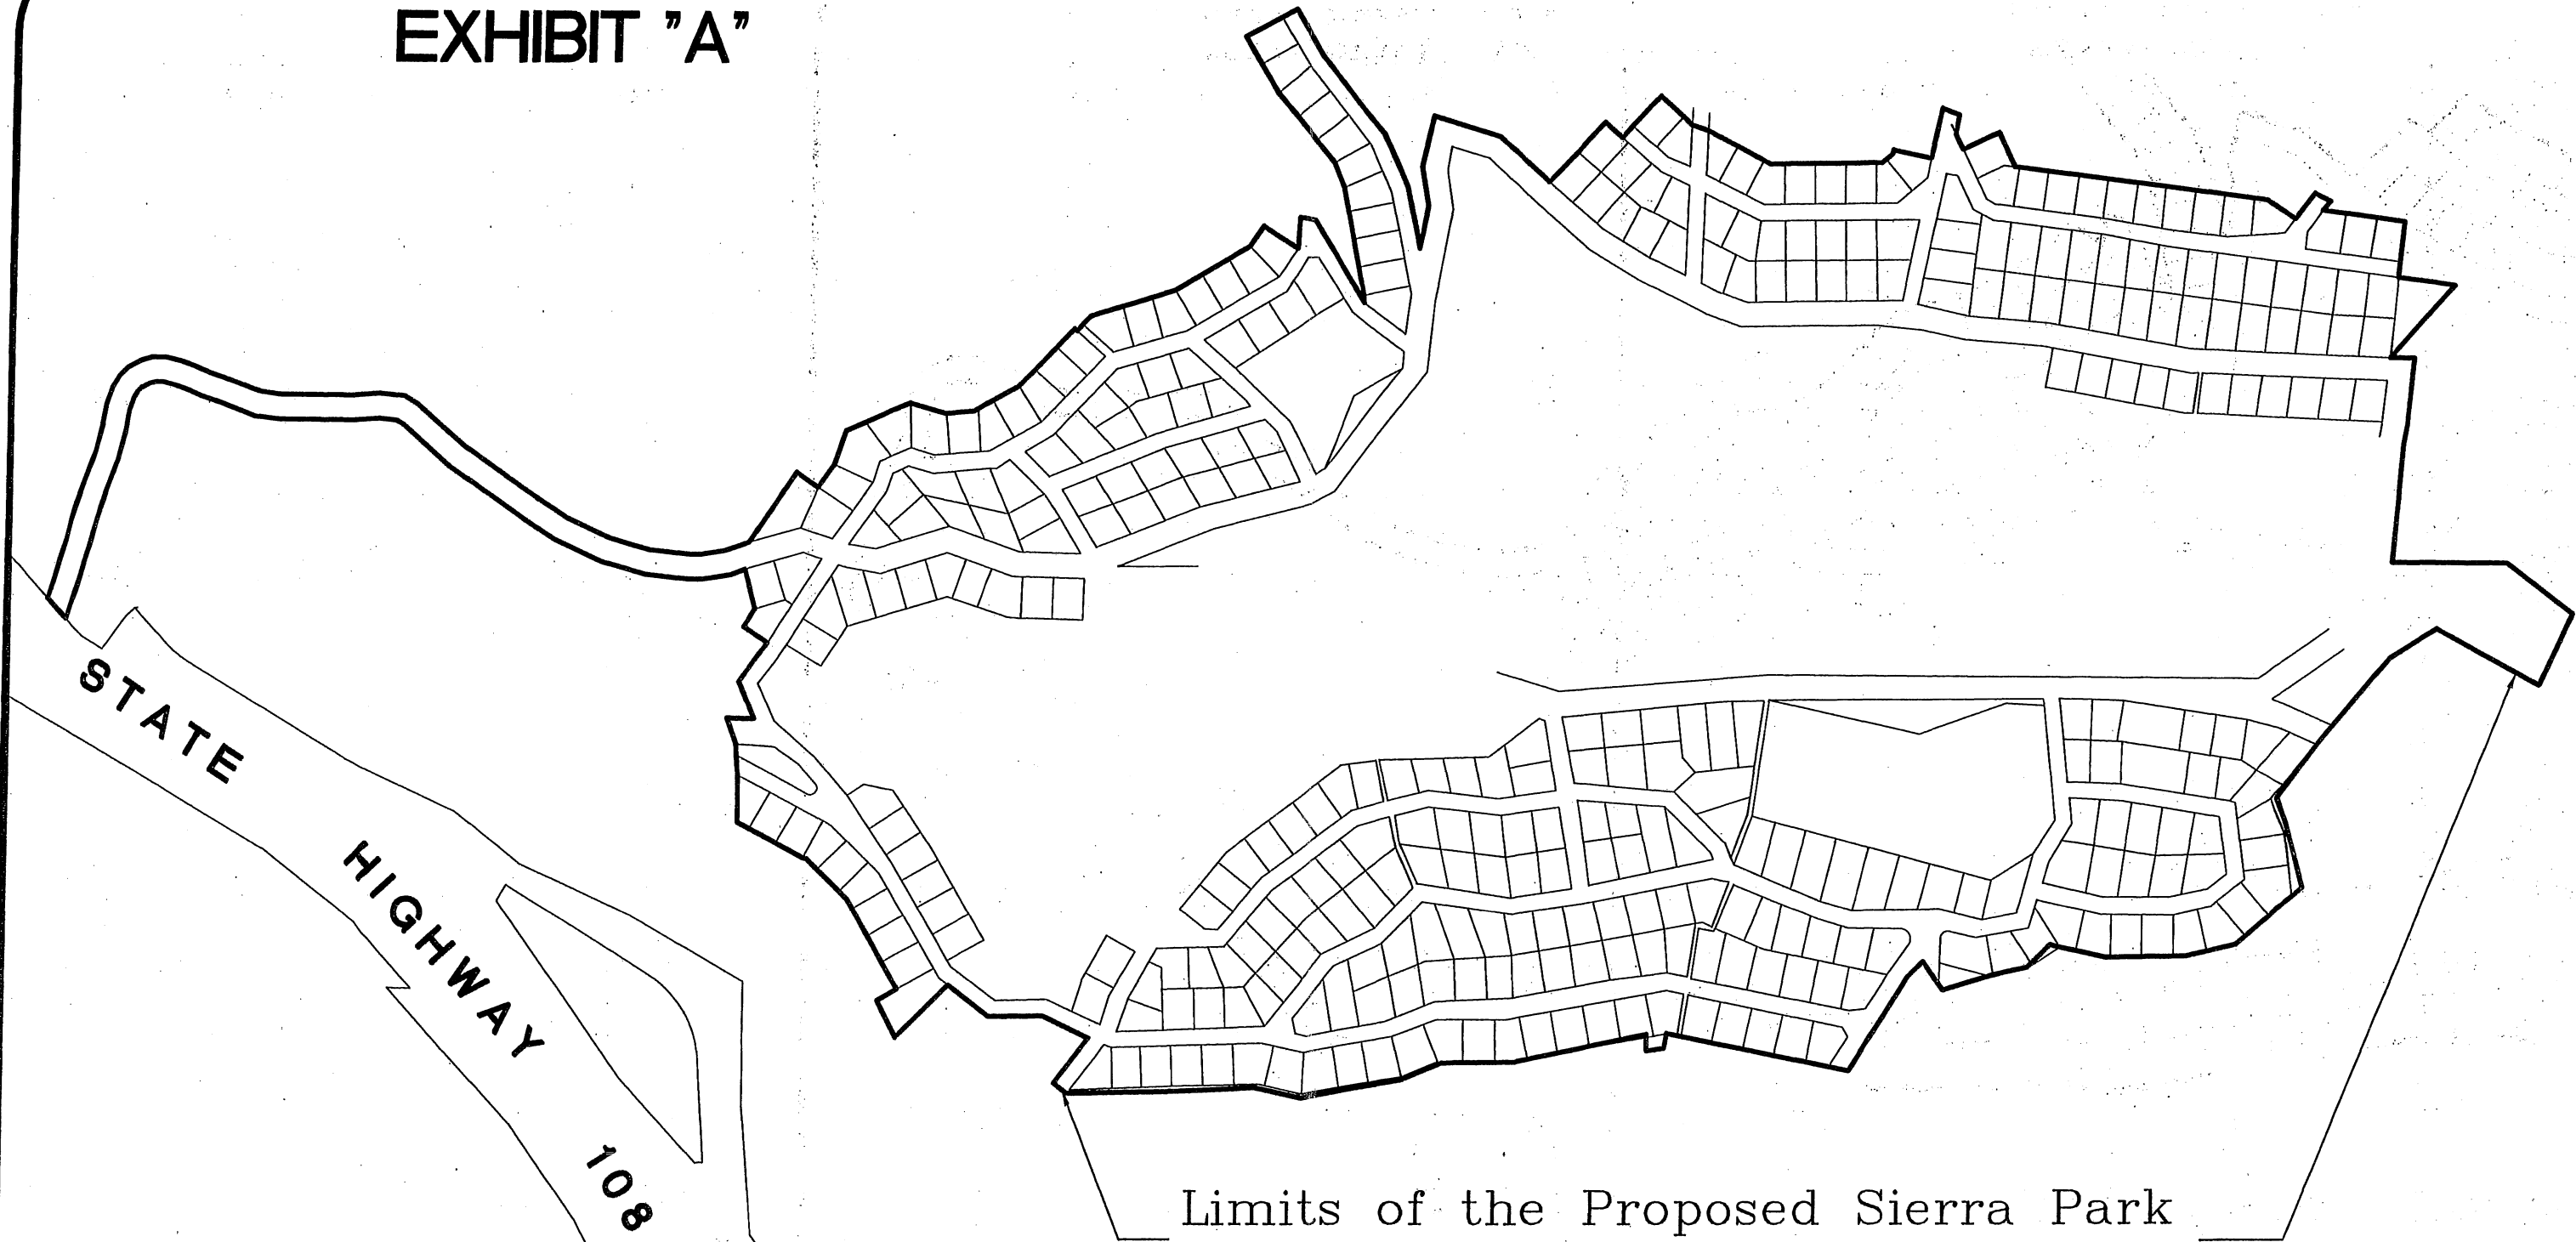 EXHIBIT "A"
STATE HIGHWAY 108
Limits of the Proposed Sierra Park